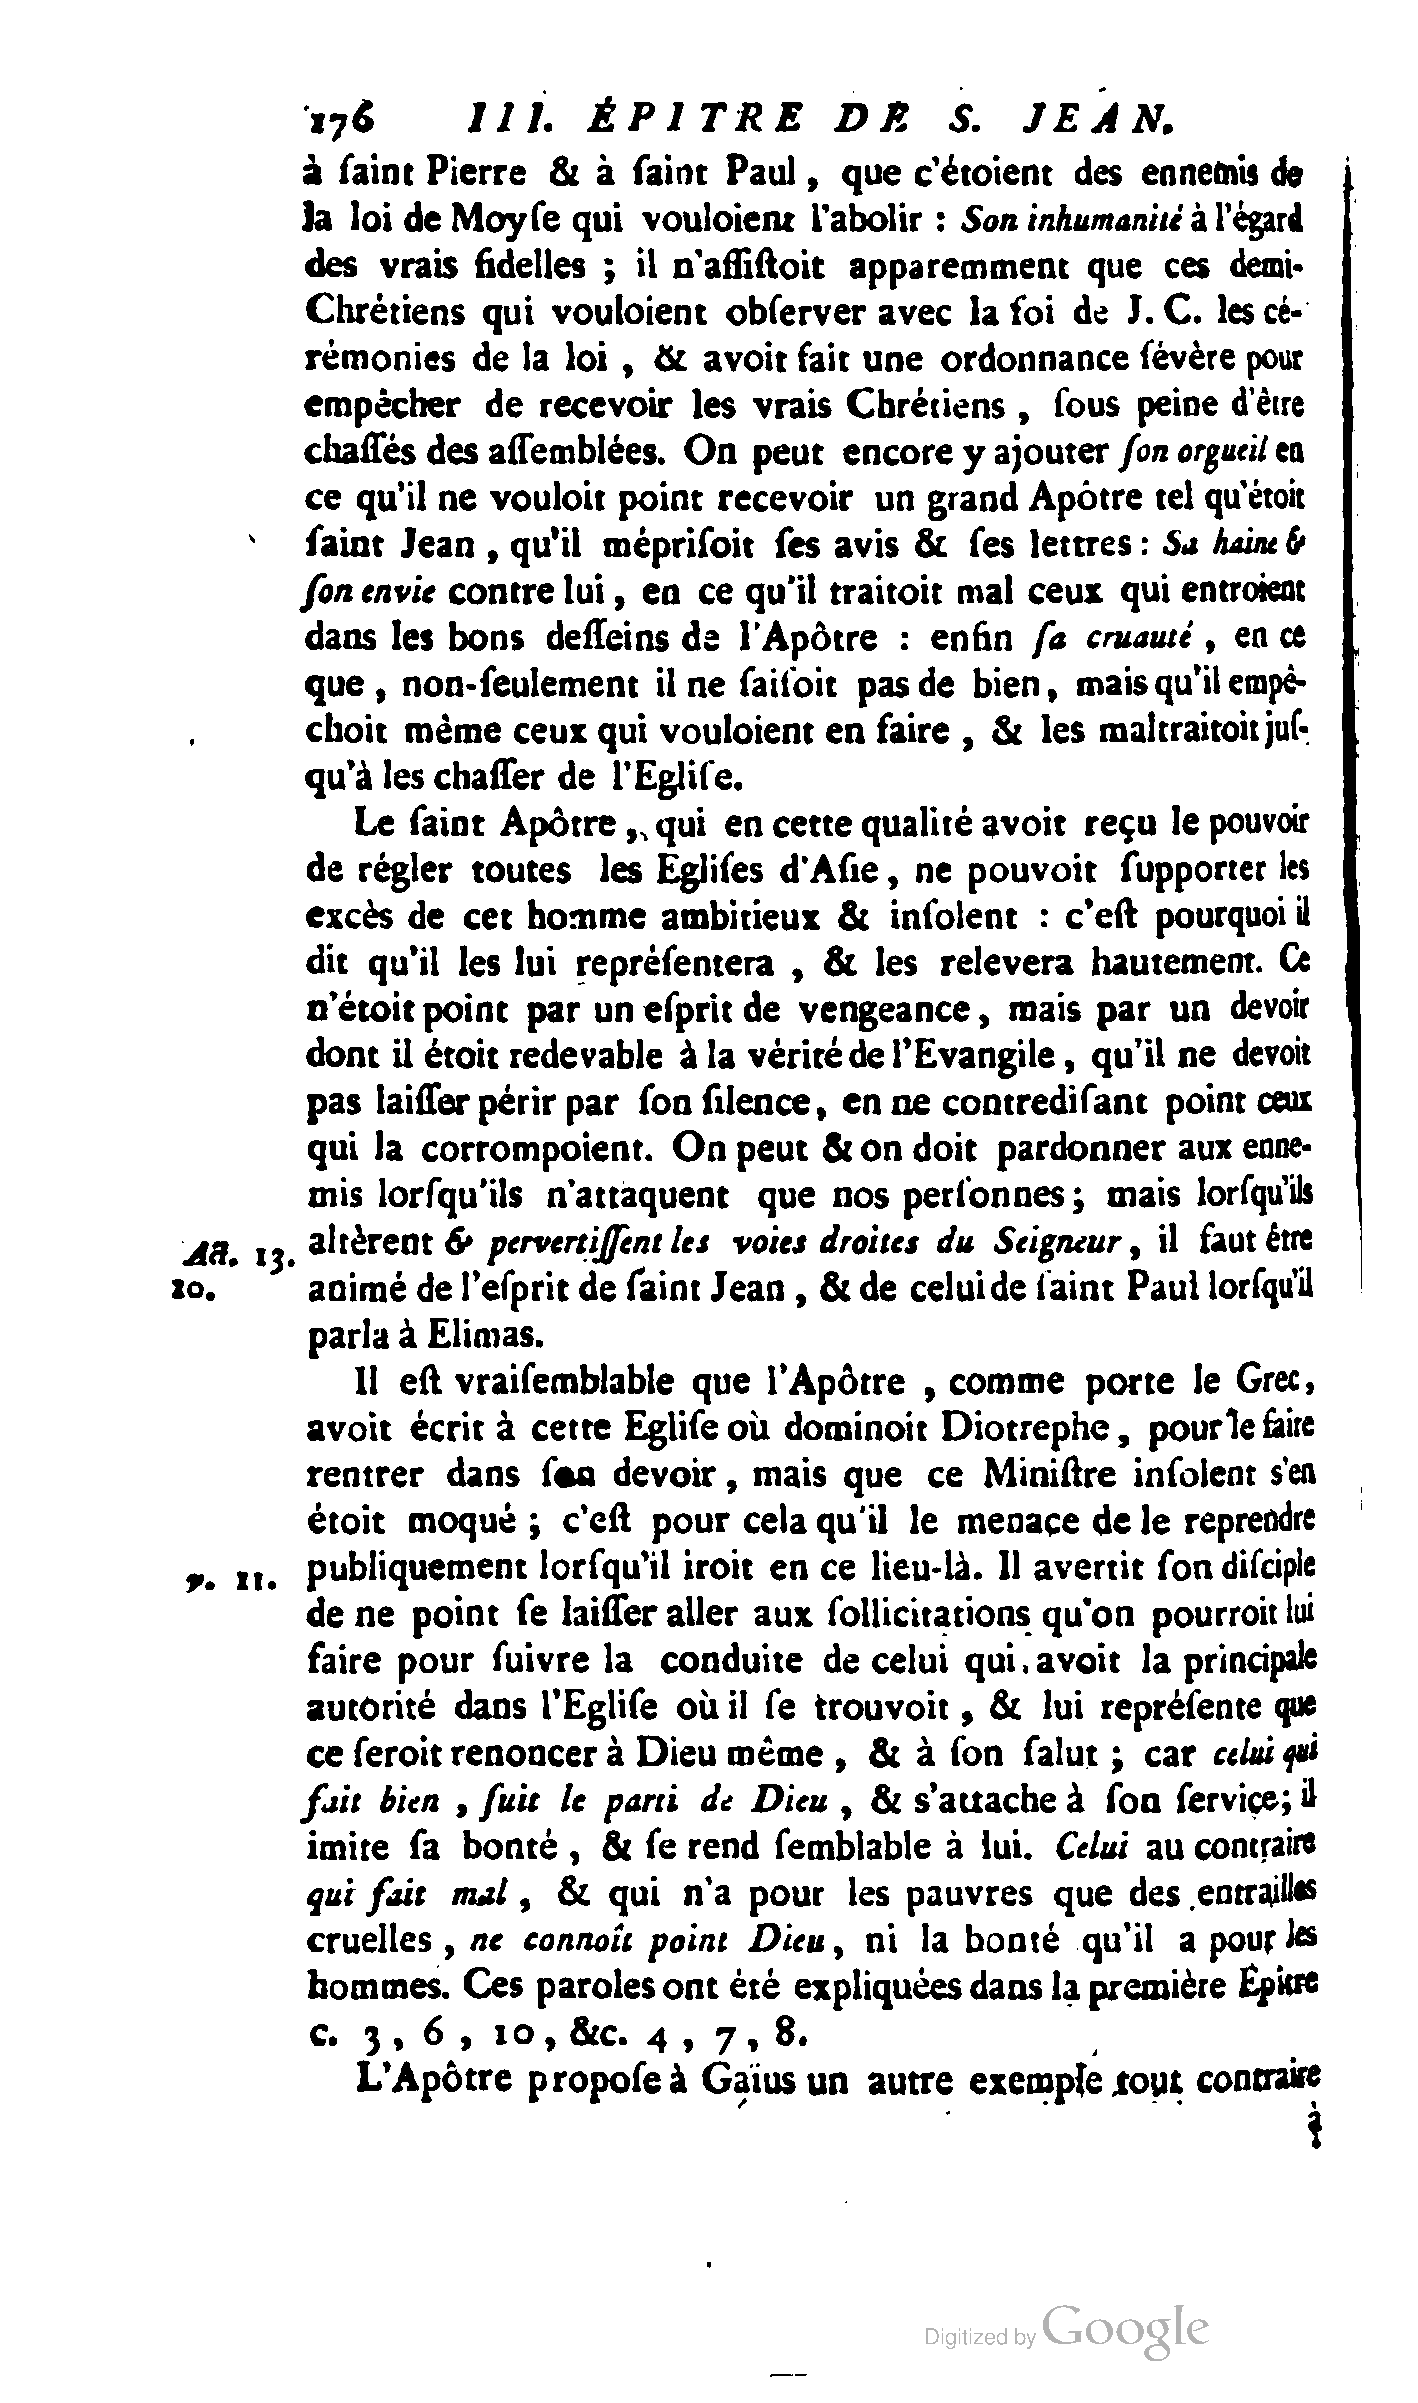 176 III. ÉPITRE DE S. JEAN.
à ſaint Pierre & à ſaint Paul, que c'étoient des ennemis de
la loi de Moyſe qui vouloient l'abolir : Son inhumanité à l'égard
des vrais fidelles ; il n'aſſiſtoit apparemment que ces demi-
Chrétiens qui vouloient obſerver avec la foi de J. C. les cé-
rémonies de la loi, & avoit fait une ordonnance ſévère pour
empêcher de recevoir les vrais Chrétiens, ſous peine d'être
chaſſés des aſſemblées. On peut encore y ajouter ſon orgueil en
ce qu'il ne vouloit point recevoir un grand Apôtre tel qu'étoit
ſaint Jean, qu'il mépriſoit ſes avis & ſes lettres : Sa haine &
ſon envie contre lui, en ce qu'il traitoit mal ceux qui entroient
dans les bons deſſeins de l'Apôtre : enfin ſa cruauté, en ce
que, non-ſeulement il ne faiſoit pas de bien, mais qu'il empê-
choit même ceux qui vouloient en faire, & les maltraitoit juſ-
qu'à les chaſſer de l'Egliſe.
Le ſaint Apôtre, qui en cette qualité avoit reçu le pouvoir
de régler toutes les Egliſes d'Aſie, ne pouvoit ſupporter les
excès de cet homme ambitieux & inſolent : c'eſt pourquoi il
dit qu'il les lui repréſentera, & les relevera hautement. Ce
n'étoit point par un eſprit de vengeance, mais par un devoir
dont il étoit redevable à la vérité de l'Evangile, qu'il ne devoit
pas laiſſer périr par ſon ſilence, en ne contrediſant point ceux
qui la corrompoient. On peut & on doit pardonner aux enne-
mis lorſqu'ils n'attaquent que nos perſonnes ; mais lorſqu'ils
Act. 13. altèrent & pervertiſſent les voies droites du Seigneur, il faut être
10. animé de l'eſprit de ſaint Jean, & de celui de ſaint Paul lorſqu'il
parla à Elimas.
Il eſt vraiſemblable que l'Apôtre, comme porte le Grec,
avoit écrit à cette Egliſe où dominoit Diotrephe, pour le faire
rentrer dans ſon devoir, mais que ce Miniſtre inſolent s'en
étoit moqué ; c'eſt pour cela qu'il le menace de le reprendre
v. 11. publiquement lorſqu'il iroit en ce lieu-là. Il avertit ſon diſciple
de ne point ſe laiſſer aller aux ſollicitations qu'on pourroit lui
faire pour ſuivre la conduite de celui qui avoit la principale
autorité dans l'Egliſe où il ſe trouvoit, & lui repréſente que
ce ſeroit renoncer à Dieu même, & à ſon ſalut ; car celui qui
fait bien, ſuit le parti de Dieu, & s'attache à ſon ſervice ; il
imite ſa bonté, & ſe rend ſemblable à lui. Celui au contraire
qui fait mal, & qui n'a pour les pauvres que des entrailles
cruelles, ne connoît point Dieu, ni la bonté qu'il a pour les
hommes. Ces paroles ont été expliquées dans la première Épitre
c. 3, 6, 10, &c. 4, 7, 8.
L'Apôtre propoſe à Gaïus un autre exemple tout contraire
à
Digitized by Google